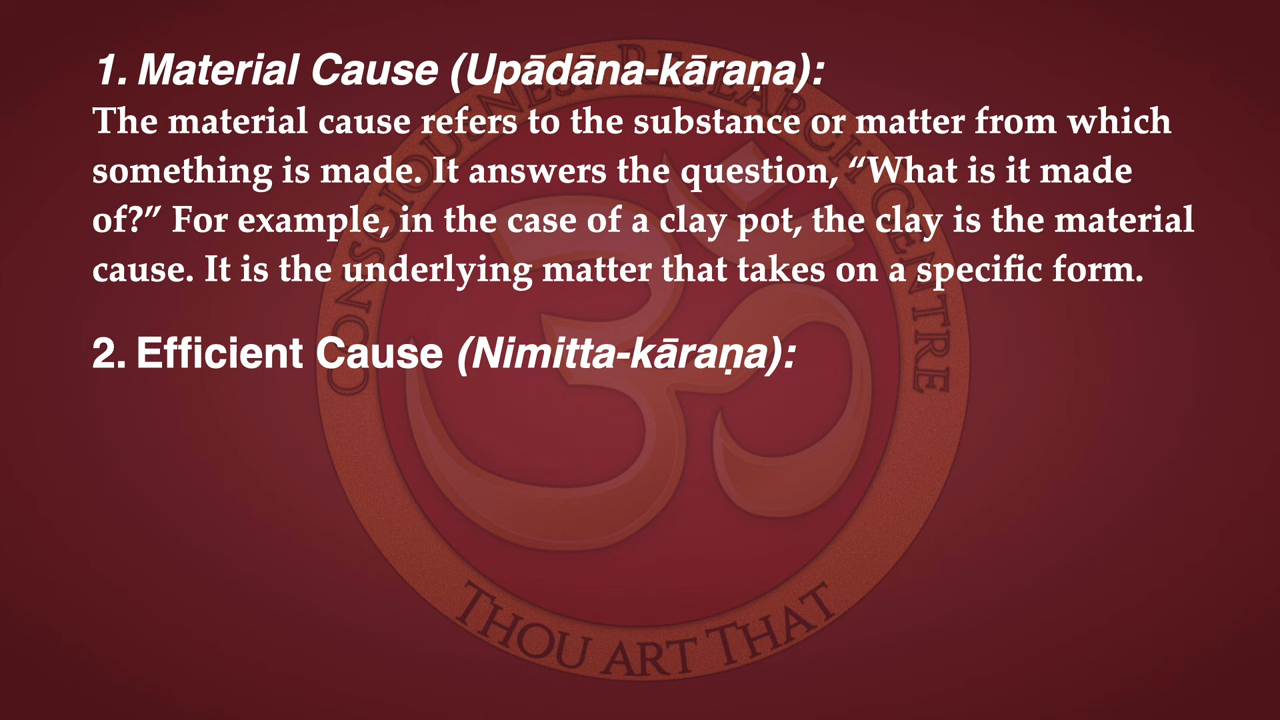 1. Material Cause (Upādāna-kāraṇa):
The material cause refers to the substance or matter from which
something is made. It answers the question, “What is it made
of?” For example, in the case of a clay pot, the clay is the material
cause. It is the underlying matter that takes on a specific form.
2. Efficient Cause (Nimitta-kāraṇa):
CONSCIOUSNESS RESEARCH CENTRE
THOU ART THAT